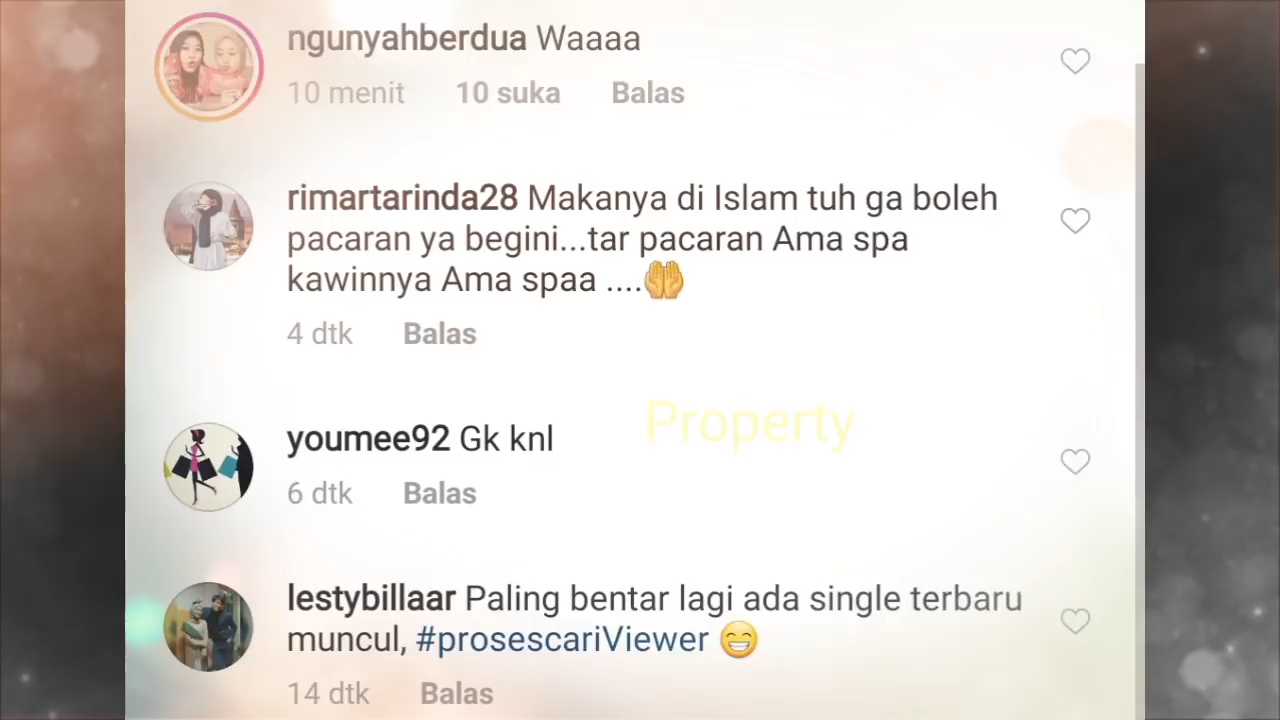 ngunyahberdua Waaaa
10 menit 10 suka Balas
rimartarinda28 Makanya di Islam tuh ga boleh
pacaran ya begini...tar pacaran Ama spa
kawinnya Ama spaa ....🤲
4 dtk Balas
Property
youmee92 Gk knl
6 dtk Balas
lestybillaar Paling bentar lagi ada single terbaru
muncul, #prosescariViewer 😁
14 dtk Balas